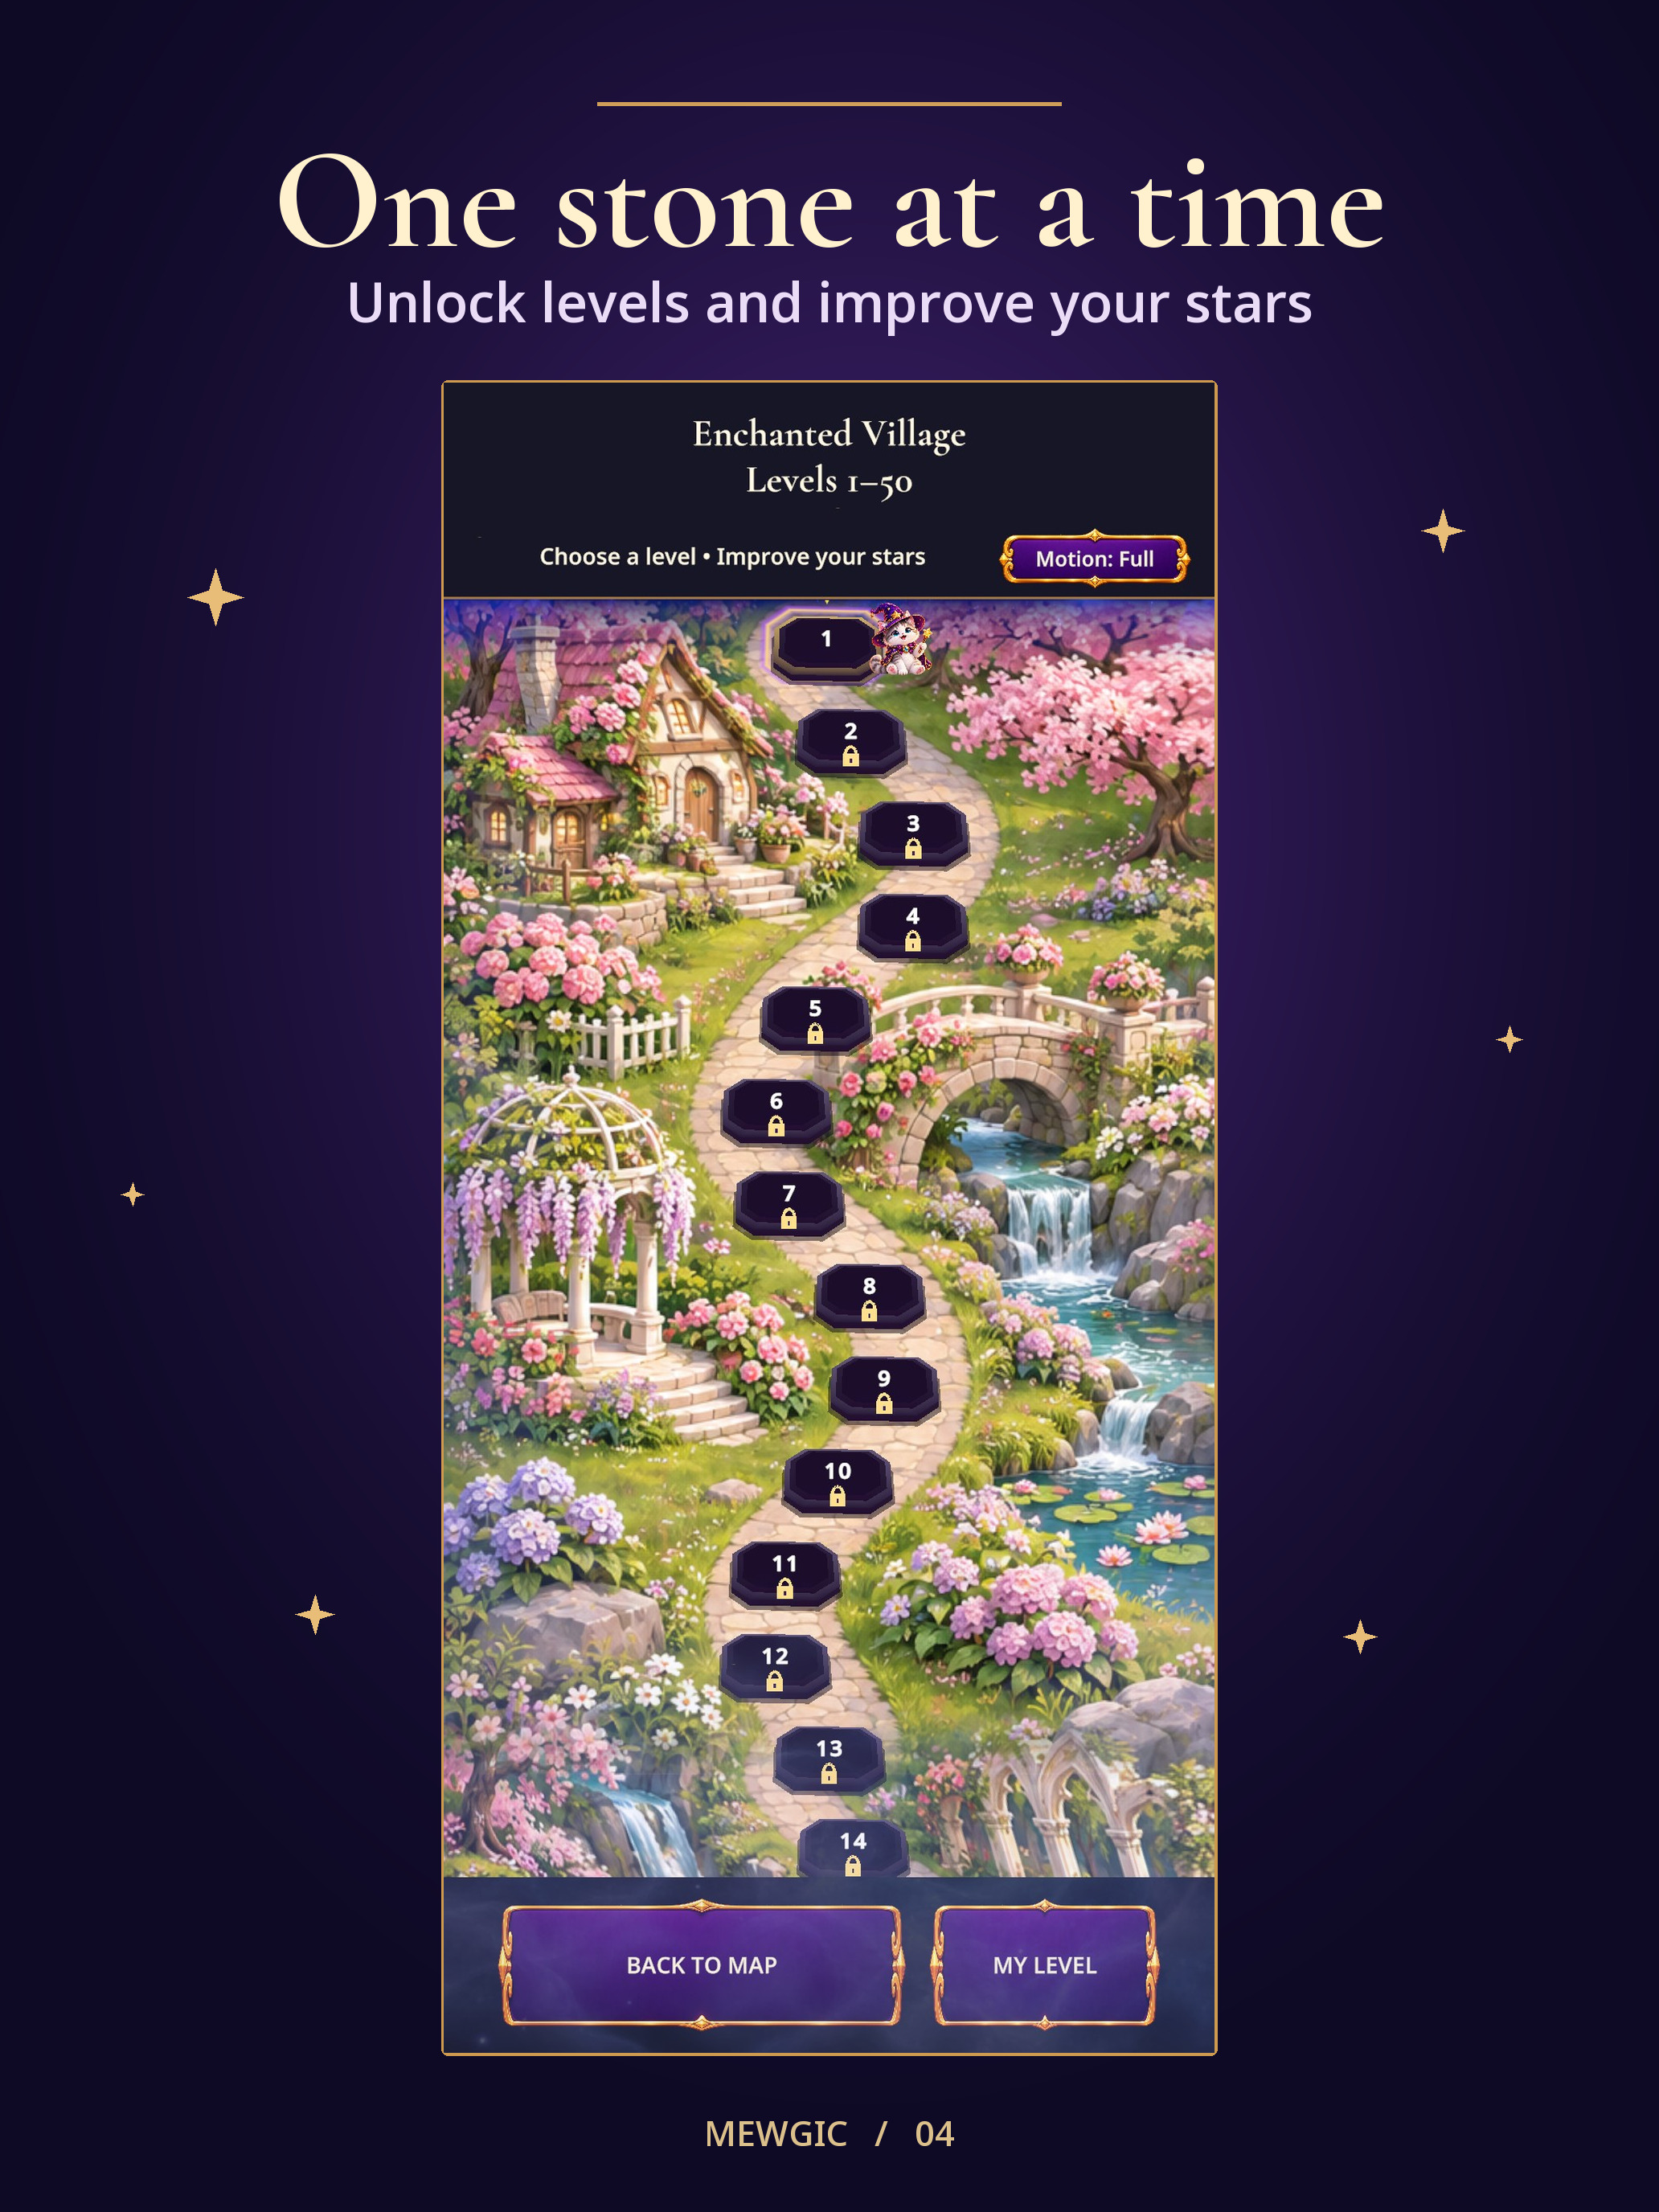 One stone at a time
Unlock levels and improve your stars
Enchanted Village
Levels 1–50
Choose a level • Improve your stars
Motion: Full
1
2
3
4
5
6
7
8
9
10
11
12
13
14
BACK TO MAP
MY LEVEL
MEWGIC / 04